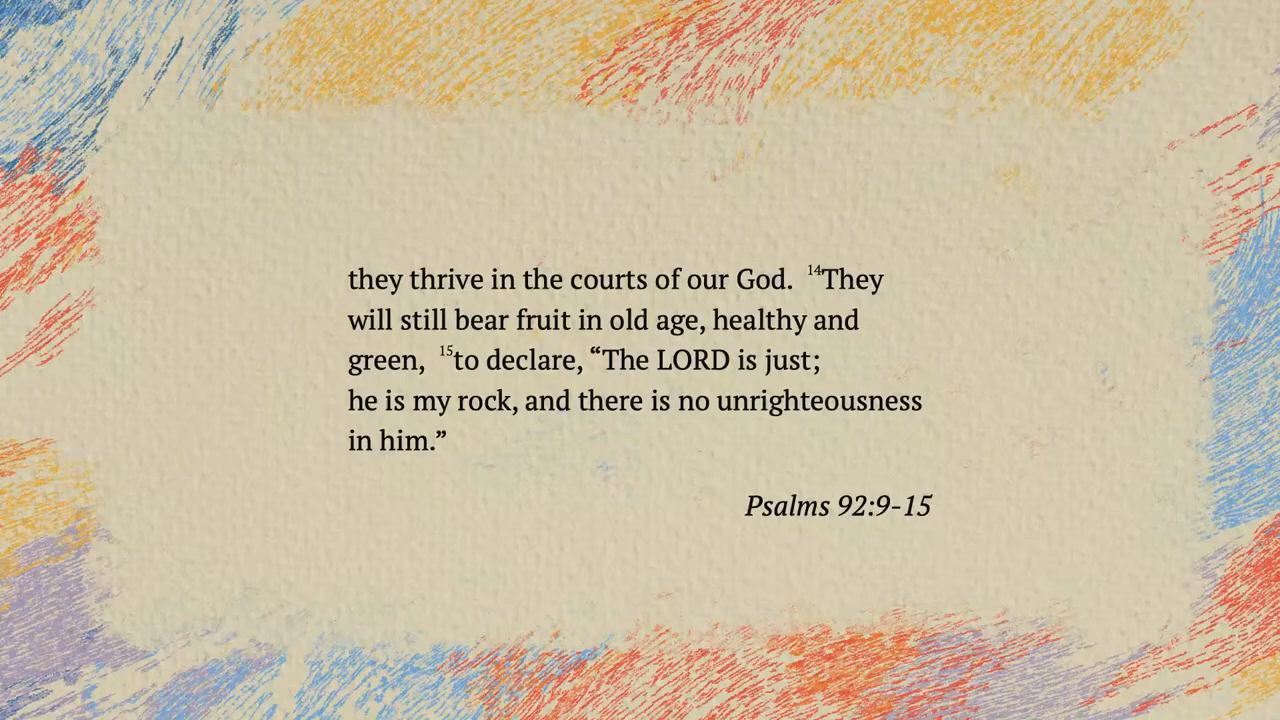 they thrive in the courts of our God. 14They
will still bear fruit in old age, healthy and
green, 15to declare, “The LORD is just;
he is my rock, and there is no unrighteousness
in him.”
Psalms 92:9-15